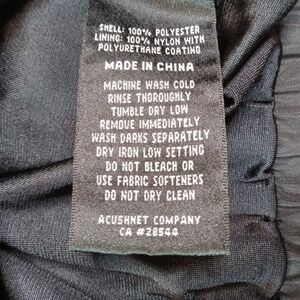 SHELL: 100% POLYESTER
LINING: 100% NYLON WITH
POLYURETHANE COATING
MADE IN CHINA
MACHINE WASH COLD
RINSE THOROUGHLY
TUMBLE DRY LOW
REMOVE IMMEDIATELY
WASH DARKS SEPARATELY
DRY IRON LOW SETTING
DO NOT BLEACH OR
USE FABRIC SOFTENERS
DO NOT DRY CLEAN
ACUSHNET COMPANY
CA #28544